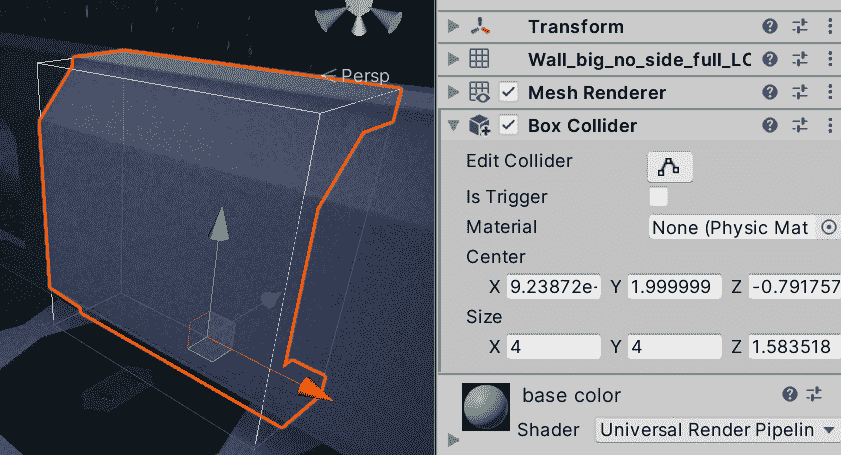 Persp
Transform
Wall_big_no_side_full_LC
Mesh Renderer
Box Collider
Edit Collider
Is Trigger
Material None (Physic Mat
Center
X 9.23872e- Y 1.999999 Z -0.791757
Size
X 4 Y 4 Z 1.583518
base color
Shader Universal Render Pipelin